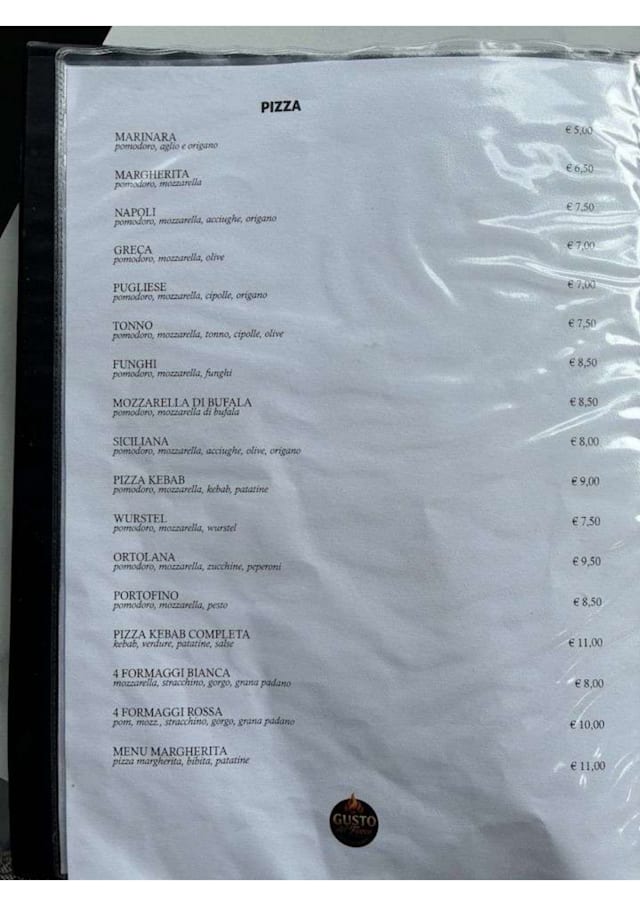 PIZZA
MARINARA € 5,00
pomodoro, aglio e origano
MARGHERITA € 6,50
pomodoro, mozzarella
NAPOLI € 7,50
pomodoro, mozzarella, acciughe, origano
GRECA € 7,00
pomodoro, mozzarella, olive
PUGLIESE € 7,00
pomodoro, mozzarella, cipolle, origano
TONNO € 7,50
pomodoro, mozzarella, tonno, cipolle, olive
FUNGHI € 8,50
pomodoro, mozzarella, funghi
MOZZARELLA DI BUFALA € 8,50
pomodoro, mozzarella di bufala
SICILIANA € 8,00
pomodoro, mozzarella, acciughe, olive, origano
PIZZA KEBAB € 9,00
pomodoro, mozzarella, kebab, patatine
WURSTEL € 7,50
pomodoro, mozzarella, wurstel
ORTOLANA € 9,50
pomodoro, mozzarella, zucchine, peperoni
PORTOFINO € 8,50
pomodoro, mozzarella, pesto
PIZZA KEBAB COMPLETA € 11,00
kebab, verdure, patatine, salse
4 FORMAGGI BIANCA € 8,00
mozzarella, stracchino, gorgo, grana padano
4 FORMAGGI ROSSA € 10,00
pom, mozz., stracchino, gorgo, grana padano
MENU MARGHERITA € 11,00
pizza margherita, bibita, patatine
GUSTO